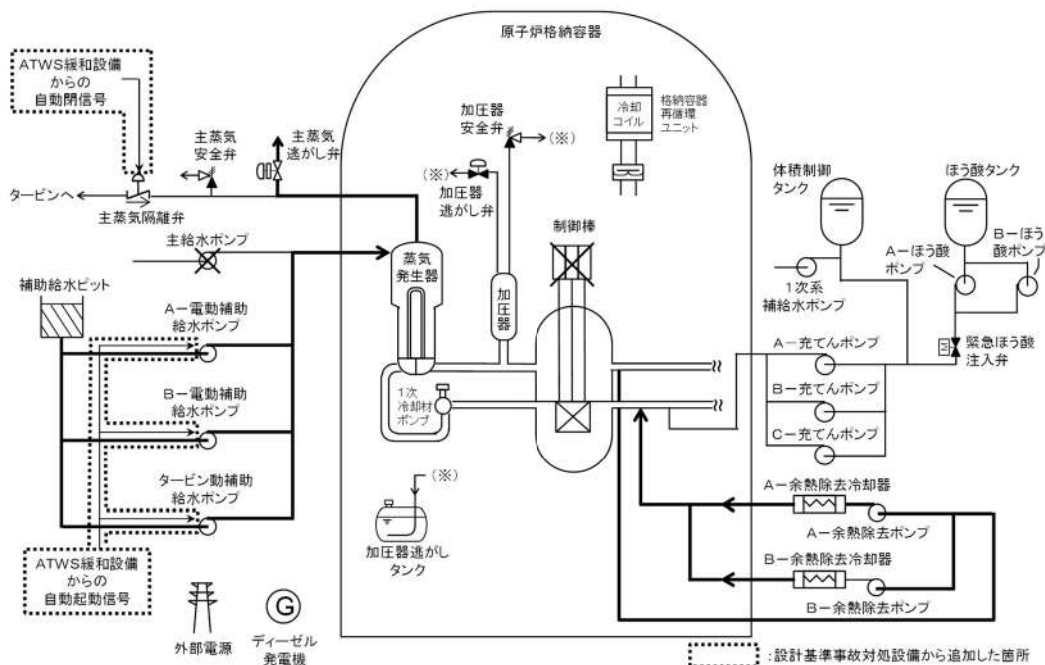 原子炉格納容器
ATWS緩和設備
からの
自動閉信号
主蒸気
安全弁
主蒸気
逃がし弁
タービンへ
主蒸気隔離弁
主給水ポンプ
補助給水ピット
A-電動補助
給水ポンプ
B-電動補助
給水ポンプ
タービン動補助
給水ポンプ
ATWS緩和設備
からの
自動起動信号
外部電源
G
ディーゼル
発電機
加圧器
安全弁
(※)
(※)
加圧器
逃がし弁
冷却
コイル
格納容器
再循環
ユニット
制御棒
蒸気
発生器
加圧器
1次
冷却材
ポンプ
(※)
加圧器逃がし
タンク
体積制御
タンク
ほう酸タンク
B-ほう
酸ポンプ
A-ほう酸
ポンプ
1次系
補給水ポンプ
M
緊急ほう酸
注入弁
A-充てんポンプ
B-充てんポンプ
C-充てんポンプ
A-余熱除去冷却器
A-余熱除去ポンプ
B-余熱除去冷却器
B-余熱除去ポンプ
:設計基準事故対処設備から追加した箇所